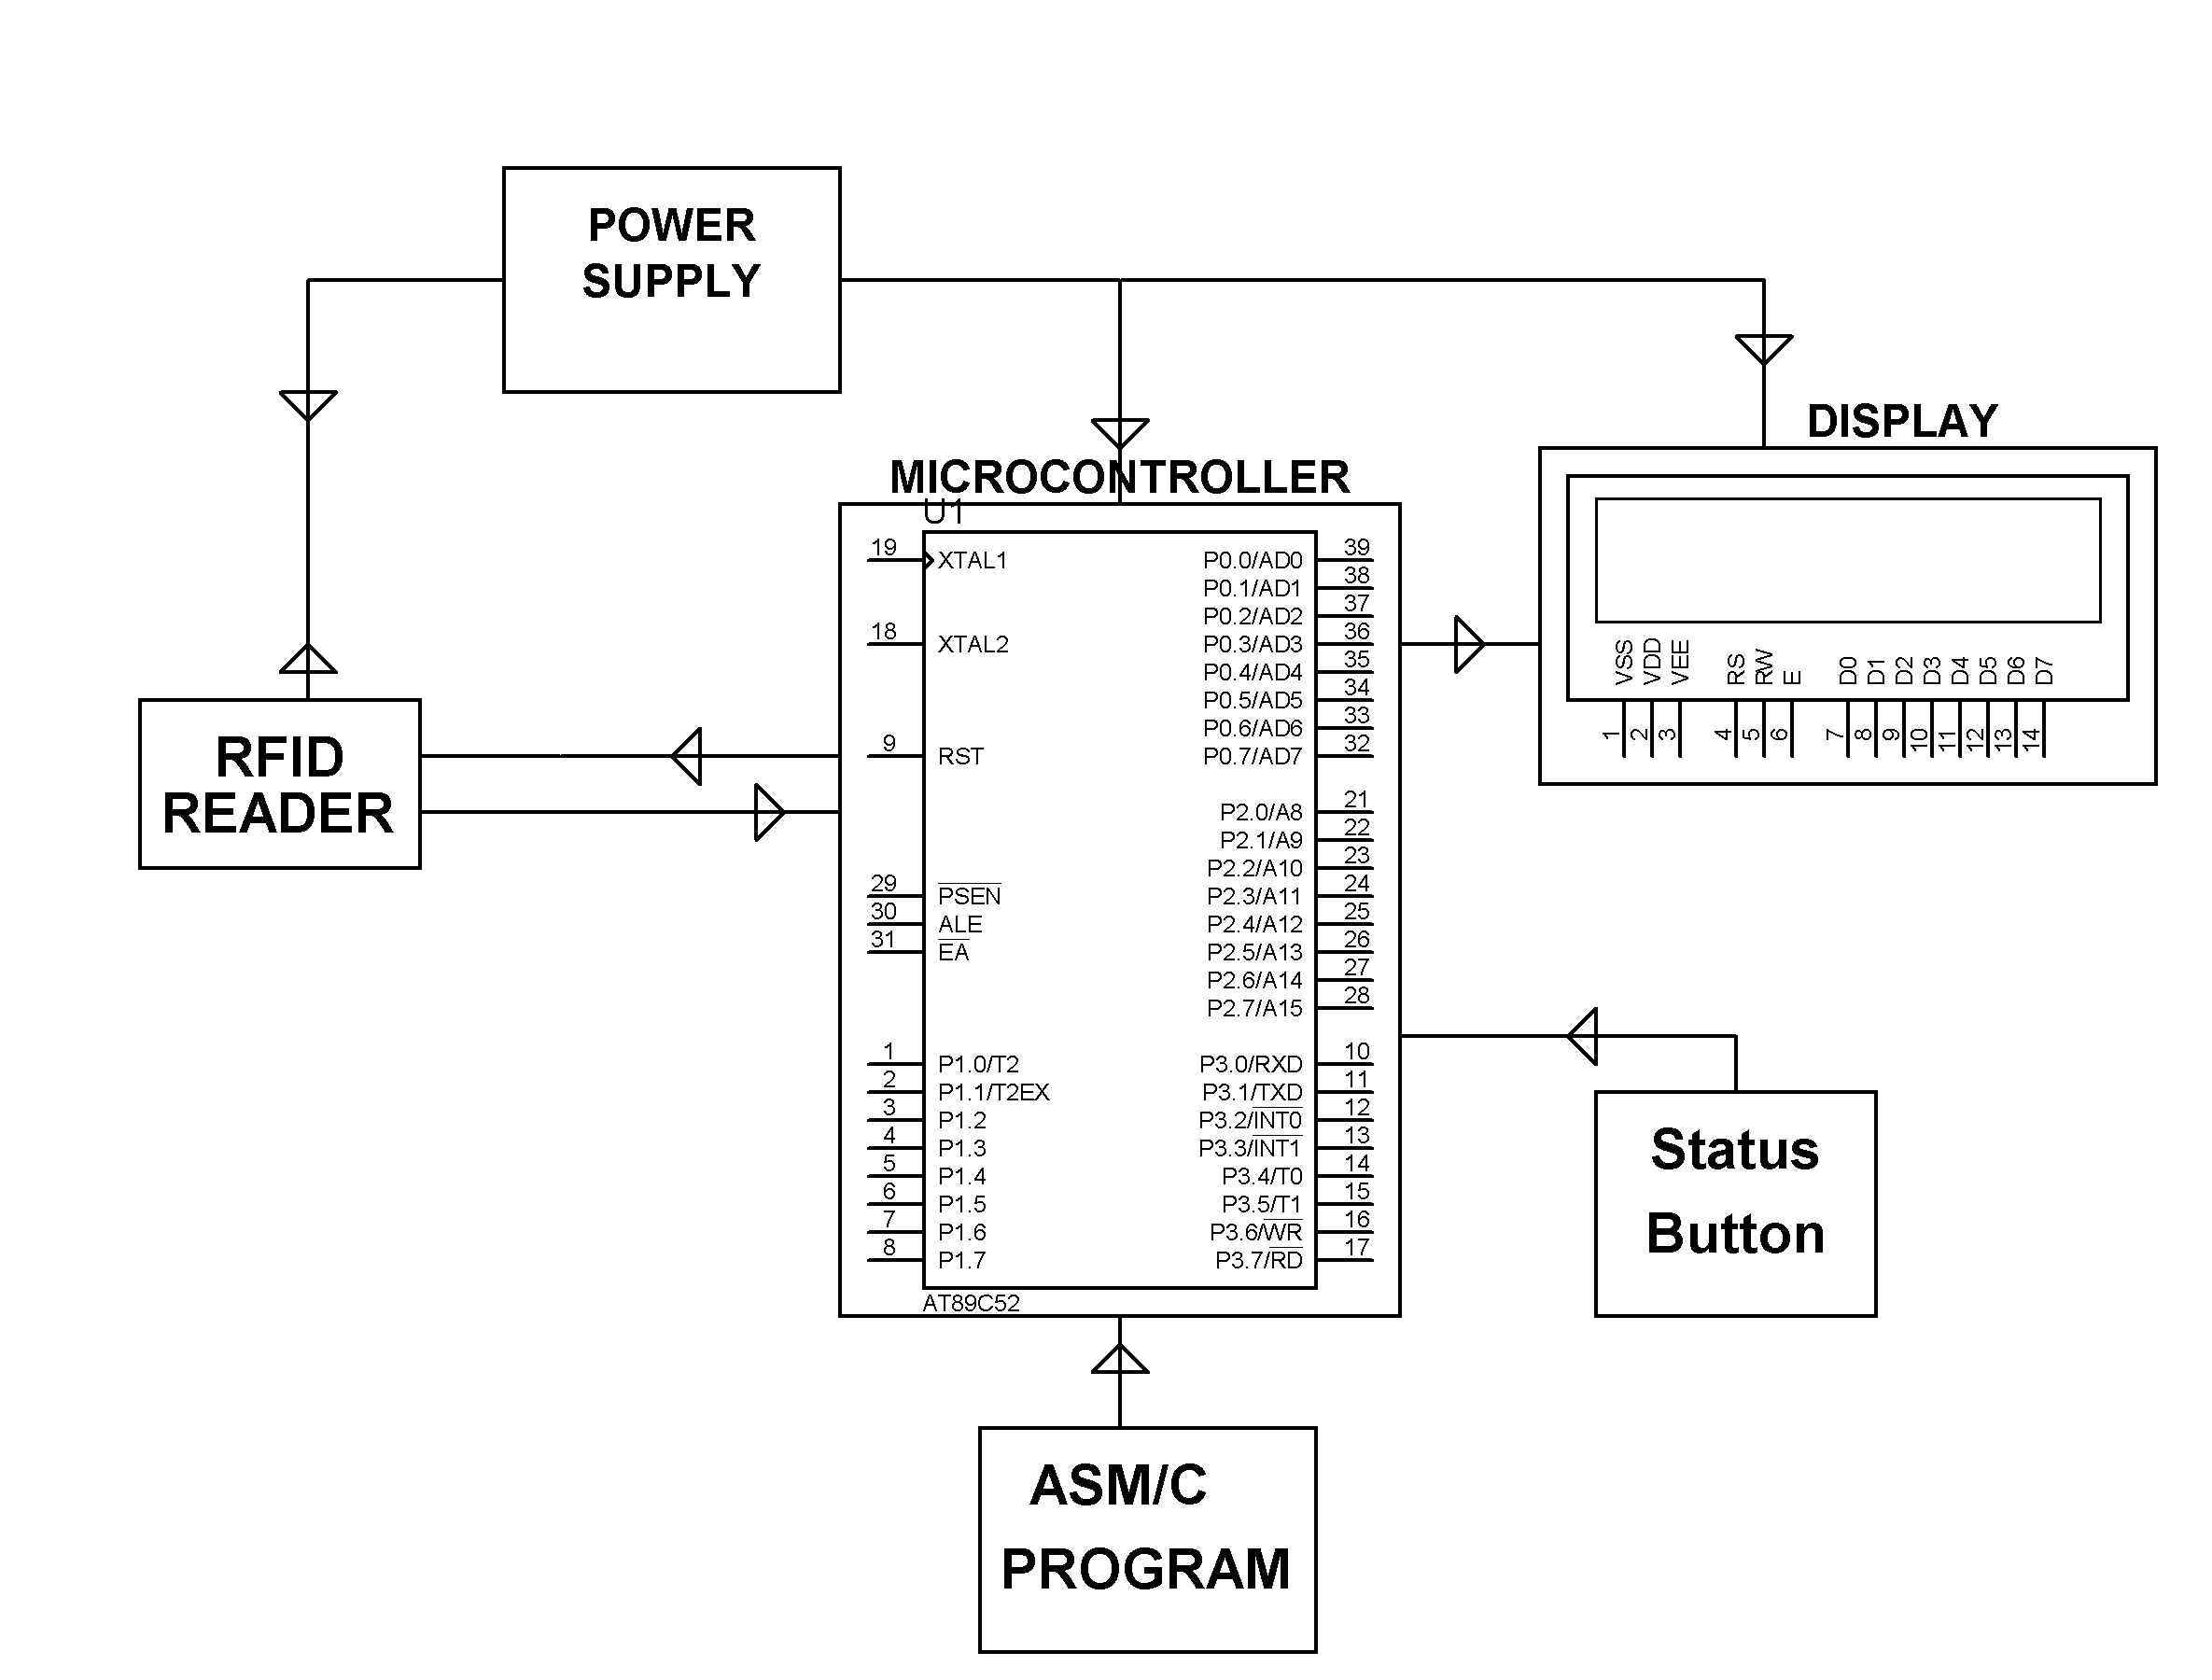 POWER
SUPPLY
DISPLAY
MICROCONTROLLER
U1
19 XTAL1
18 XTAL2
9 RST
29 PSEN
30 ALE
31 EA
1 P1.0/T2
2 P1.1/T2EX
3 P1.2
4 P1.3
5 P1.4
6 P1.5
7 P1.6
8 P1.7
P0.0/AD0 39
P0.1/AD1 38
P0.2/AD2 37
P0.3/AD3 36
P0.4/AD4 35
P0.5/AD5 34
P0.6/AD6 33
P0.7/AD7 32
P2.0/A8 21
P2.1/A9 22
P2.2/A10 23
P2.3/A11 24
P2.4/A12 25
P2.5/A13 26
P2.6/A14 27
P2.7/A15 28
P3.0/RXD 10
P3.1/TXD 11
P3.2/INT0 12
P3.3/INT1 13
P3.4/T0 14
P3.5/T1 15
P3.6/WR 16
P3.7/RD 17
AT89C52
VSS VDD VEE RS RW E D0 D1 D2 D3 D4 D5 D6 D7
1 2 3 4 5 6 7 8 9 10 11 12 13 14
RFID
READER
Status
Button
ASM/C
PROGRAM